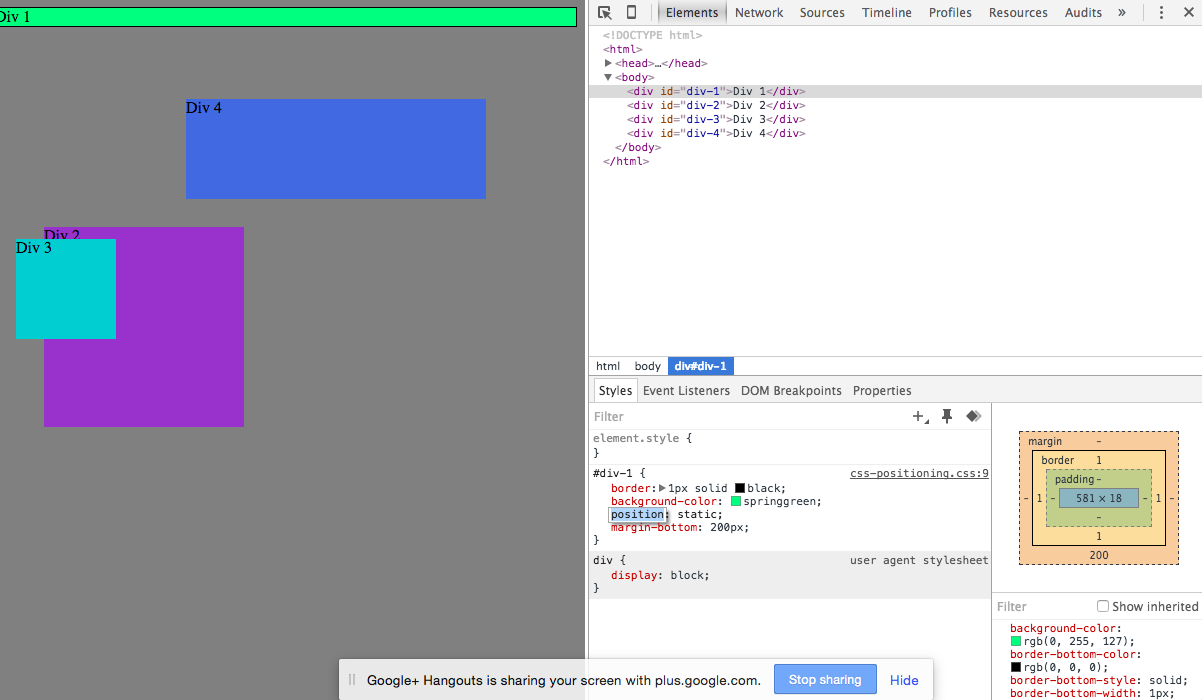 Div 1
Div 4
Div 2
Div 3
Elements Network Sources Timeline Profiles Resources Audits »
<!DOCTYPE html>
<html>
▶<head>…</head>
▼<body>
<div id="div-1">Div 1</div>
<div id="div-2">Div 2</div>
<div id="div-3">Div 3</div>
<div id="div-4">Div 4</div>
</body>
</html>
html body div#div-1
Styles Event Listeners DOM Breakpoints Properties
Filter
element.style {
}
#div-1 { css-positioning.css:9
border:▶1px solid black;
background-color: springgreen;
position: static;
margin-bottom: 200px;
}
div { user agent stylesheet
display: block;
}
margin -
border 1
padding -
- 1 - 581 × 18 - 1 -
-
1
200
Filter Show inherited
background-color:
rgb(0, 255, 127);
border-bottom-color:
rgb(0, 0, 0);
border-bottom-style: solid;
border-bottom-width: 1px;
Google+ Hangouts is sharing your screen with plus.google.com. Stop sharing Hide